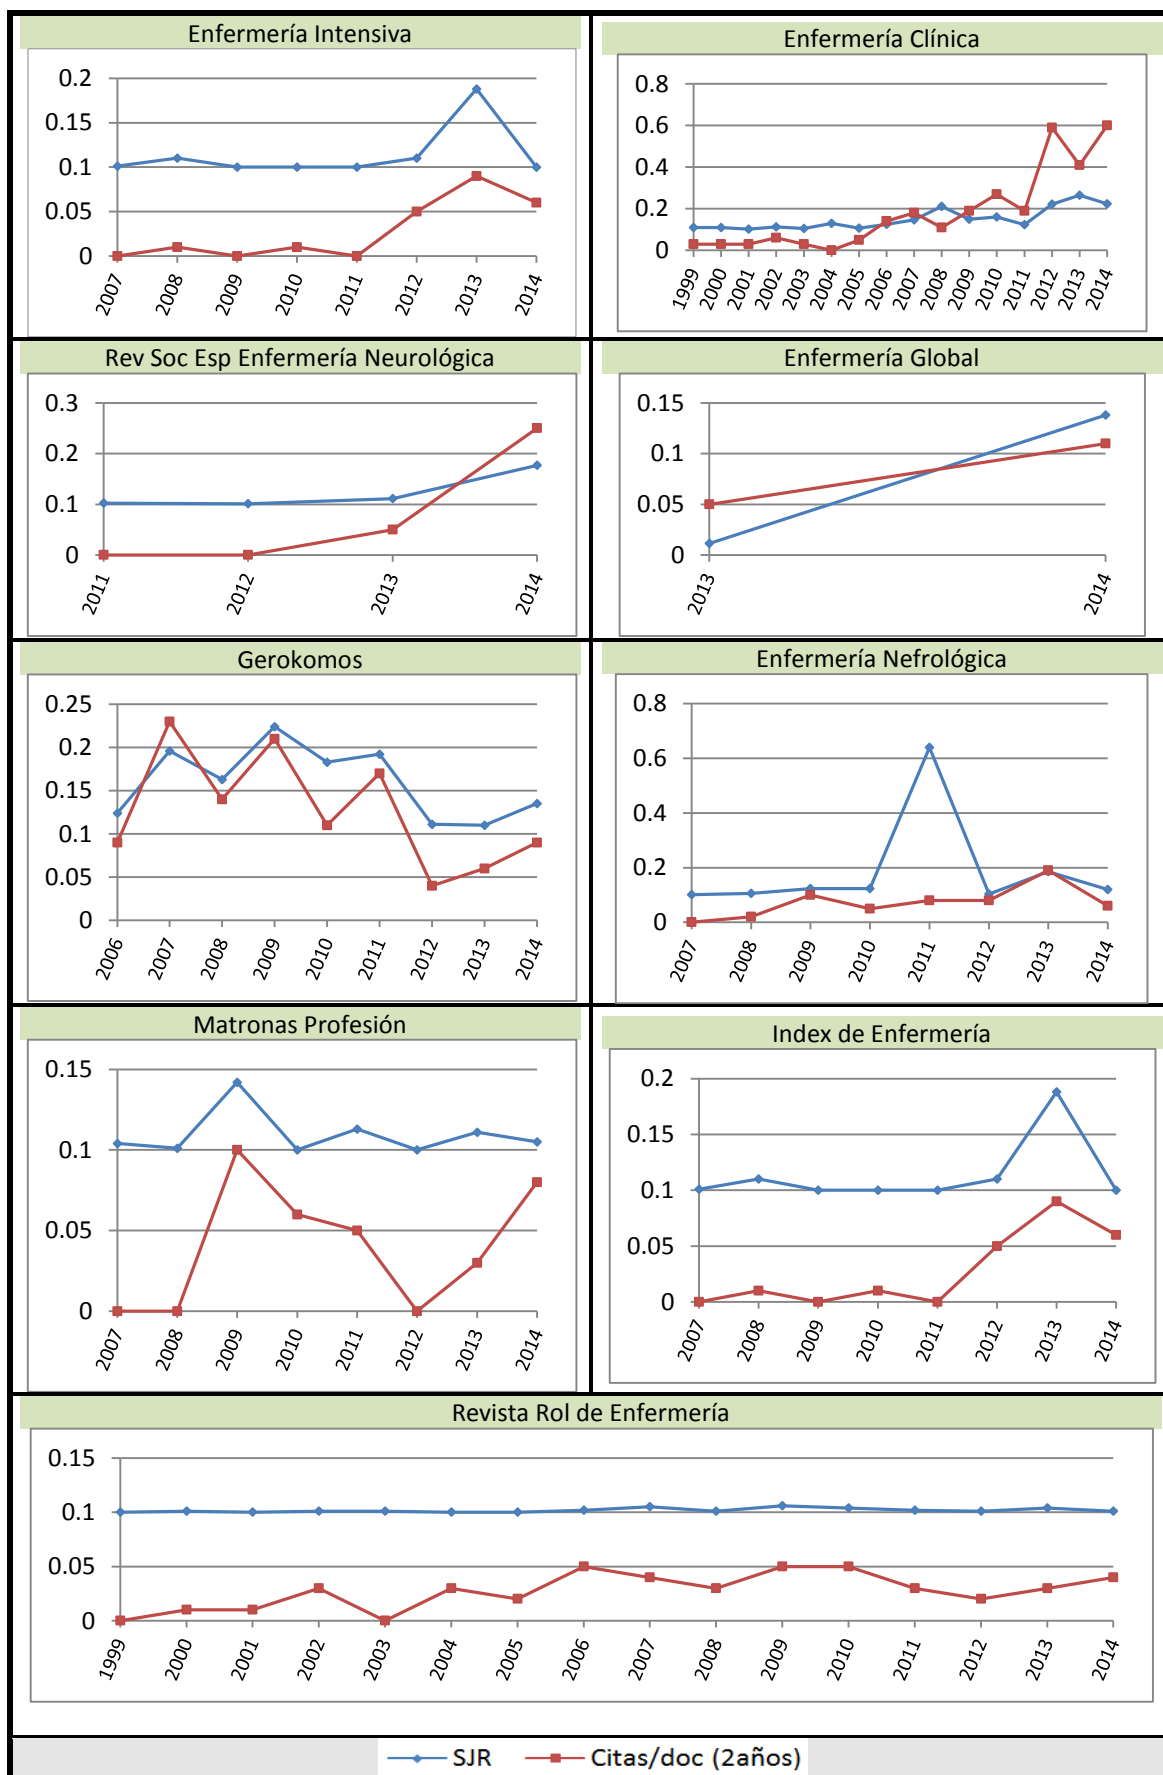 Enfermería Intensiva
0.2
0.15
0.1
0.05
0
2007 2008 2009 2010 2011 2012 2013 2014
Enfermería Clínica
0.8
0.6
0.4
0.2
0
1999 2000 2001 2002 2003 2004 2005 2006 2007 2008 2009 2010 2011 2012 2013 2014
Rev Soc Esp Enfermería Neurológica
0.3
0.2
0.1
0
2011 2012 2013 2014
Enfermería Global
0.15
0.1
0.05
0
2013 2014
Gerokomos
0.25
0.2
0.15
0.1
0.05
0
2006 2007 2008 2009 2010 2011 2012 2013 2014
Enfermería Nefrológica
0.8
0.6
0.4
0.2
0
2007 2008 2009 2010 2011 2012 2013 2014
Matronas Profesión
0.15
0.1
0.05
0
2007 2008 2009 2010 2011 2012 2013 2014
Index de Enfermería
0.2
0.15
0.1
0.05
0
2007 2008 2009 2010 2011 2012 2013 2014
Revista Rol de Enfermería
0.15
0.1
0.05
0
1999 2000 2001 2002 2003 2004 2005 2006 2007 2008 2009 2010 2011 2012 2013 2014
SJR Citas/doc (2años)